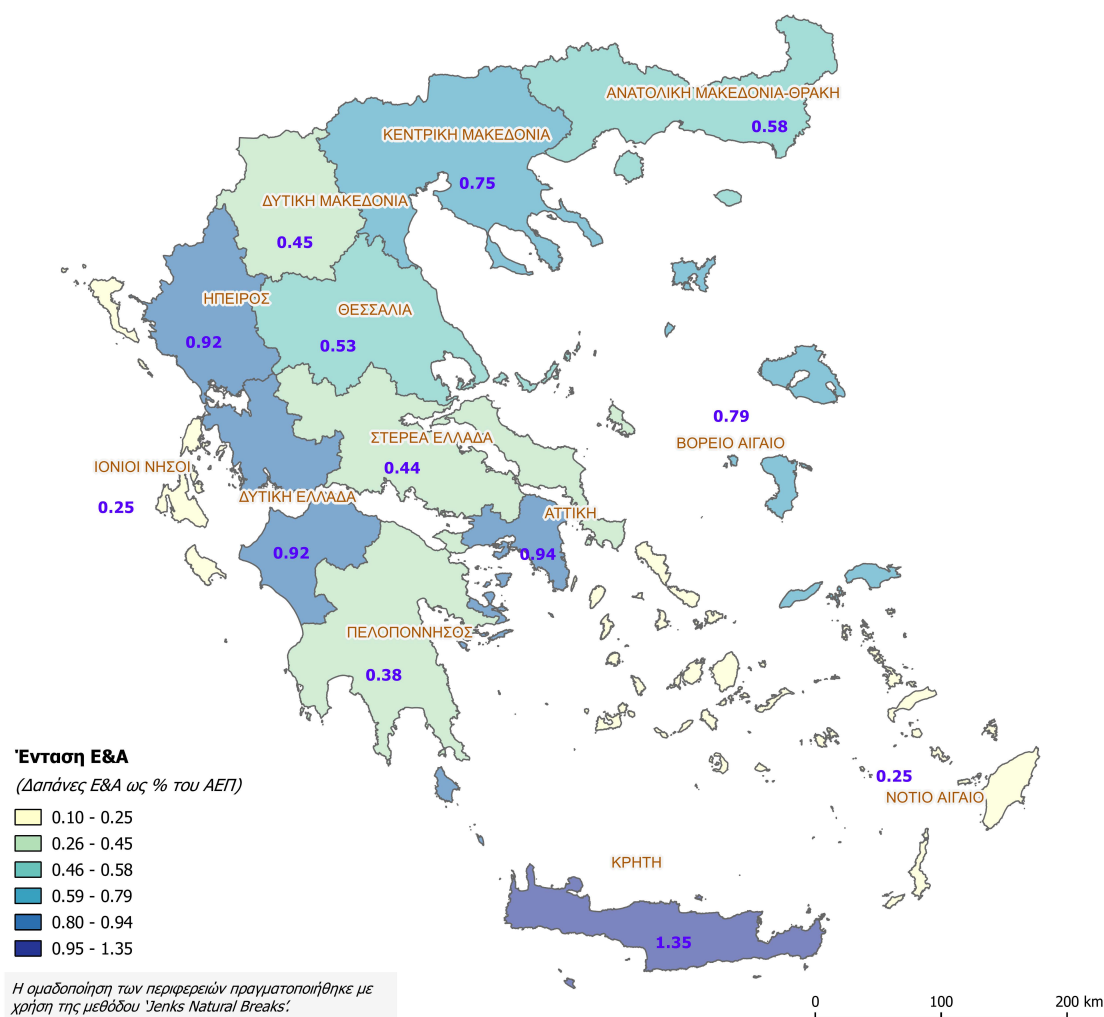 ΑΝΑΤΟΛΙΚΗ ΜΑΚΕΔΟΝΙΑ-ΘΡΑΚΗ
0.58
ΚΕΝΤΡΙΚΗ ΜΑΚΕΔΟΝΙΑ
0.75
ΔΥΤΙΚΗ ΜΑΚΕΔΟΝΙΑ
0.45
ΗΠΕΙΡΟΣ
0.92
ΘΕΣΣΑΛΙΑ
0.53
0.79
ΒΟΡΕΙΟ ΑΙΓΑΙΟ
ΣΤΕΡΕΑ ΕΛΛΑΔΑ
0.44
ΙΟΝΙΟΙ ΝΗΣΟΙ
0.25
ΔΥΤΙΚΗ ΕΛΛΑΔΑ
0.92
ΑΤΤΙΚΗ
0.94
ΠΕΛΟΠΟΝΝΗΣΟΣ
0.38
0.25
ΝΟΤΙΟ ΑΙΓΑΙΟ
ΚΡΗΤΗ
1.35
Ένταση Ε&Α
(Δαπάνες Ε&Α ως % του ΑΕΠ)
0.10 - 0.25
0.26 - 0.45
0.46 - 0.58
0.59 - 0.79
0.80 - 0.94
0.95 - 1.35
Η ομαδοποίηση των περιφερειών πραγματοποιήθηκε με
χρήση της μεθόδου 'Jenks Natural Breaks'.
0 100 200 km